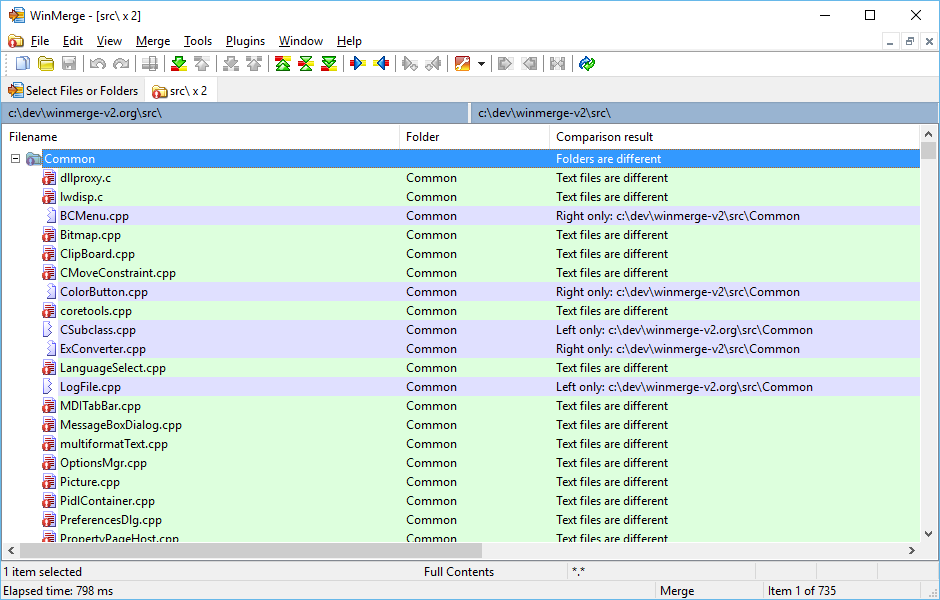 WinMerge - [src\ x 2]
File Edit View Merge Tools Plugins Window Help
Select Files or Folders src\ x 2
c:\dev\winmerge-v2.org\src\ c:\dev\winmerge-v2\src\
Filename Folder Comparison result
Common Folders are different
dllproxy.c Common Text files are different
lwdisp.c Common Text files are different
BCMenu.cpp Common Right only: c:\dev\winmerge-v2\src\Common
Bitmap.cpp Common Text files are different
ClipBoard.cpp Common Text files are different
CMoveConstraint.cpp Common Text files are different
ColorButton.cpp Common Right only: c:\dev\winmerge-v2\src\Common
coretools.cpp Common Text files are different
CSubclass.cpp Common Left only: c:\dev\winmerge-v2.org\src\Common
ExConverter.cpp Common Right only: c:\dev\winmerge-v2\src\Common
LanguageSelect.cpp Common Text files are different
LogFile.cpp Common Left only: c:\dev\winmerge-v2.org\src\Common
MDITabBar.cpp Common Text files are different
MessageBoxDialog.cpp Common Text files are different
multiformatText.cpp Common Text files are different
OptionsMgr.cpp Common Text files are different
Picture.cpp Common Text files are different
PidlContainer.cpp Common Text files are different
PreferencesDlg.cpp Common Text files are different
PropertyPageHost.cpp Common Text files are different
1 item selected Full Contents *.*
Elapsed time: 798 ms Merge Item 1 of 735